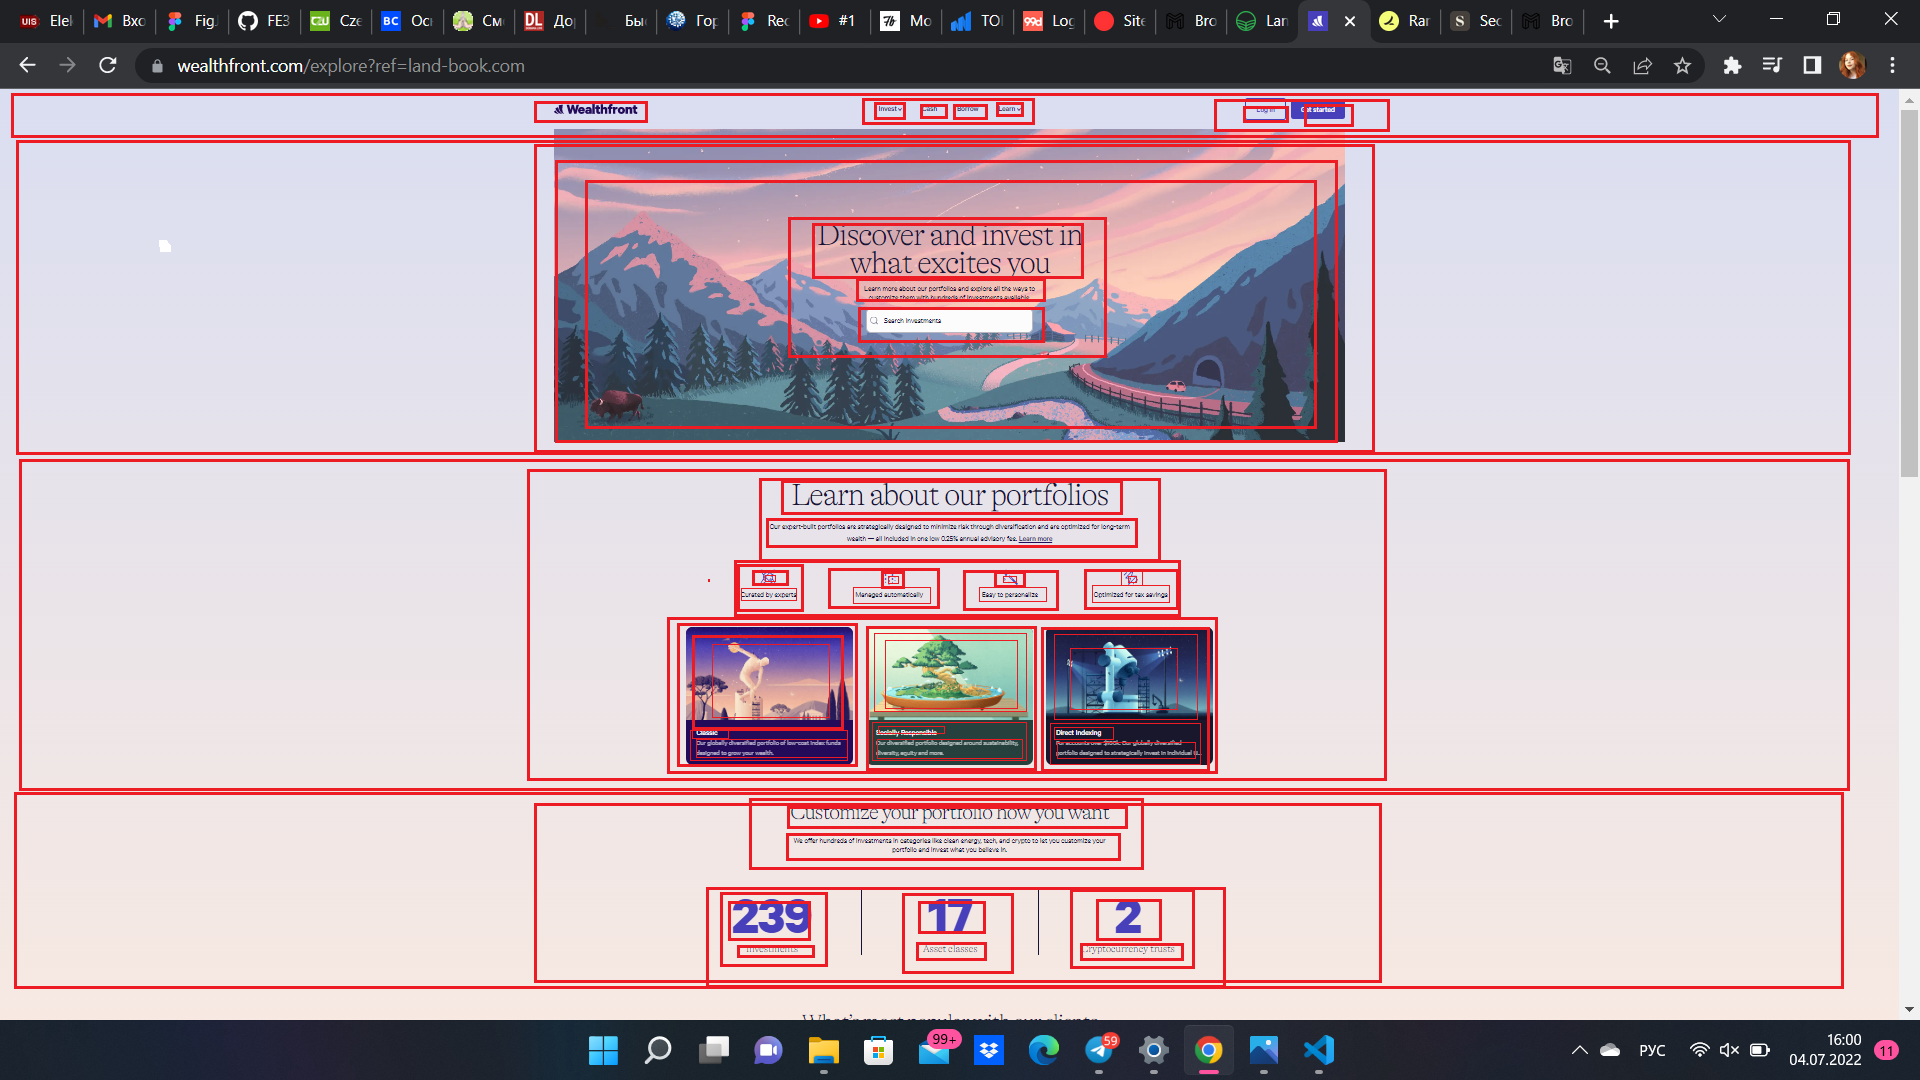 Elel
Вхо
Fig.
FE3
Cze
Осн
См
До
Бы
Гор
Rec
#1
Mo
TO
Log
Site
Bro
Lan
Rar
Sec
Bro
wealthfront.com/explore?ref=land-book.com
Wealthfront
Invest
Cash
Borrow
Learn
Log in
Get started
Discover and invest in
what excites you
Learn more about our portfolios and explore all the ways to
customize them with hundreds of investments available.
Search investments
Learn about our portfolios
Our expert-built portfolios are strategically designed to minimize risk through diversification and are optimized for long-term
wealth — all included in one low 0.25% annual advisory fee. Learn more
Curated by experts
Managed automatically
Easy to personalize
Optimized for tax savings
Classic
Our globally diversified portfolio of low-cost index funds
designed to grow your wealth.
Socially Responsible
Our diversified portfolio designed around sustainability,
diversity, equity and more.
Direct Indexing
For accounts over $100k. Our globally diversified
portfolio designed to strategically invest in individual U.
Customize your portfolio how you want
We offer hundreds of investments in categories like clean energy, tech, and crypto to let you customize your
portfolio and invest what you believe in.
239
Investments
17
Asset classes
2
Cryptocurrency trusts
What's most popular with our clients
99+
59
РУС
16:00
04.07.2022
11